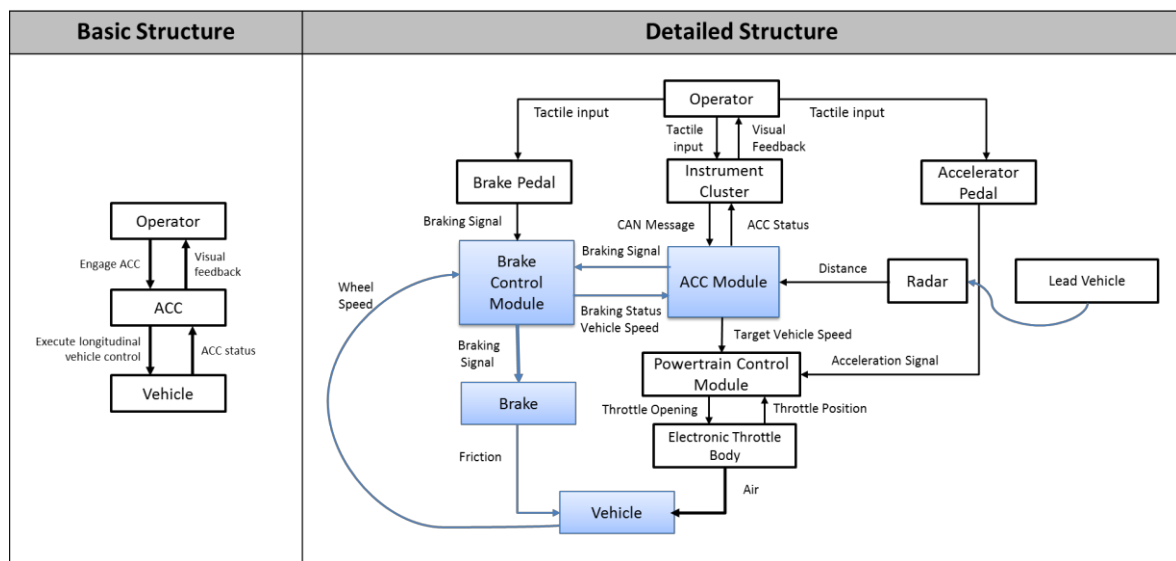 Basic Structure
Detailed Structure
Operator
Engage ACC
Visual
feedback
ACC
Execute longitudinal
vehicle control
ACC status
Vehicle
Operator
Tactile input
Tactile
input
Visual
Feedback
Tactile input
Brake Pedal
Instrument
Cluster
Accelerator
Pedal
Braking Signal
CAN Message
ACC Status
Brake
Control
Module
Braking Signal
ACC Module
Distance
Radar
Lead Vehicle
Wheel
Speed
Braking Status
Vehicle Speed
Braking
Signal
Target Vehicle Speed
Powertrain Control
Module
Acceleration Signal
Brake
Throttle Opening
Throttle Position
Electronic Throttle
Body
Friction
Air
Vehicle